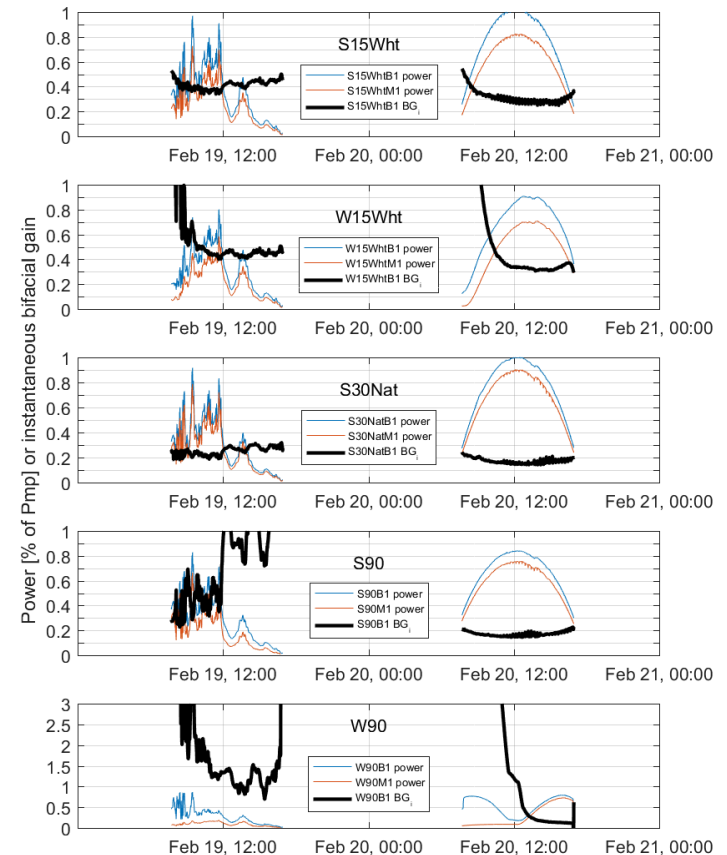 Power [% of Pmp] or instantaneous bifacial gain
1
0.8
0.6
0.4
0.2
0
S15Wht
S15WhtB1 power
S15WhtM1 power
S15WhtB1 BGi
Feb 19, 12:00 Feb 20, 00:00 Feb 20, 12:00 Feb 21, 00:00
1
0.8
0.6
0.4
0.2
0
W15Wht
W15WhtB1 power
W15WhtM1 power
W15WhtB1 BGi
Feb 19, 12:00 Feb 20, 00:00 Feb 20, 12:00 Feb 21, 00:00
1
0.8
0.6
0.4
0.2
0
S30Nat
S30NatB1 power
S30NatM1 power
S30NatB1 BGi
Feb 19, 12:00 Feb 20, 00:00 Feb 20, 12:00 Feb 21, 00:00
1
0.8
0.6
0.4
0.2
0
S90
S90B1 power
S90M1 power
S90B1 BGi
Feb 19, 12:00 Feb 20, 00:00 Feb 20, 12:00 Feb 21, 00:00
3
2.5
2
1.5
1
0.5
0
W90
W90B1 power
W90M1 power
W90B1 BGi
Feb 19, 12:00 Feb 20, 00:00 Feb 20, 12:00 Feb 21, 00:00